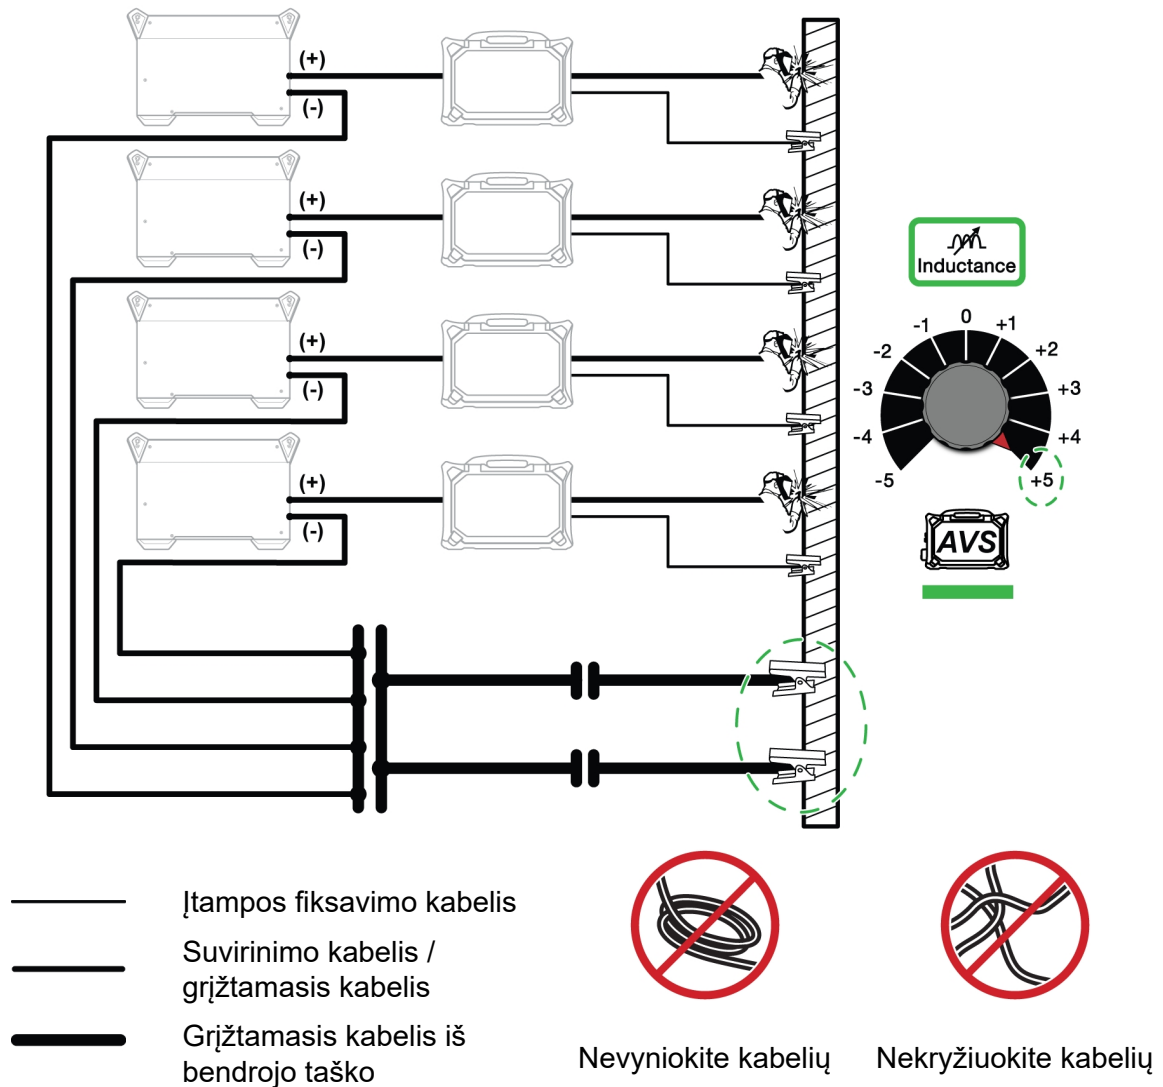 (+)
(-)
(+)
(-)
(+)
(-)
(+)
(-)
Inductance
-5 -4 -3 -2 -1 0 +1 +2 +3 +4 +5
AVS
Įtampos fiksavimo kabelis
Suvirinimo kabelis /
grįžtamasis kabelis
Grįžtamasis kabelis iš
bendrojo taško
Nevyniokite kabelių
Nekryžiuokite kabelių